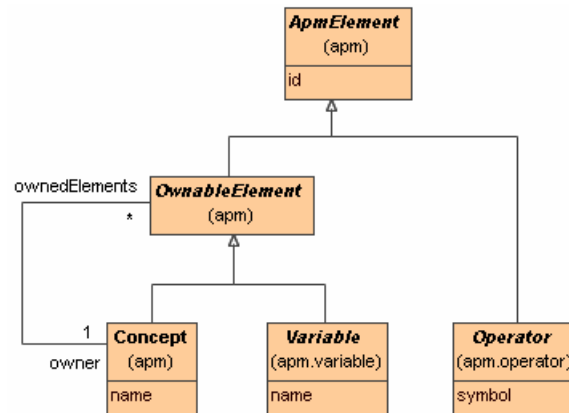 ApmElement
(apm)
id
ownedElements
*
OwnableElement
(apm)
1
owner
Concept
(apm)
name
Variable
(apm.variable)
name
Operator
(apm.operator)
symbol